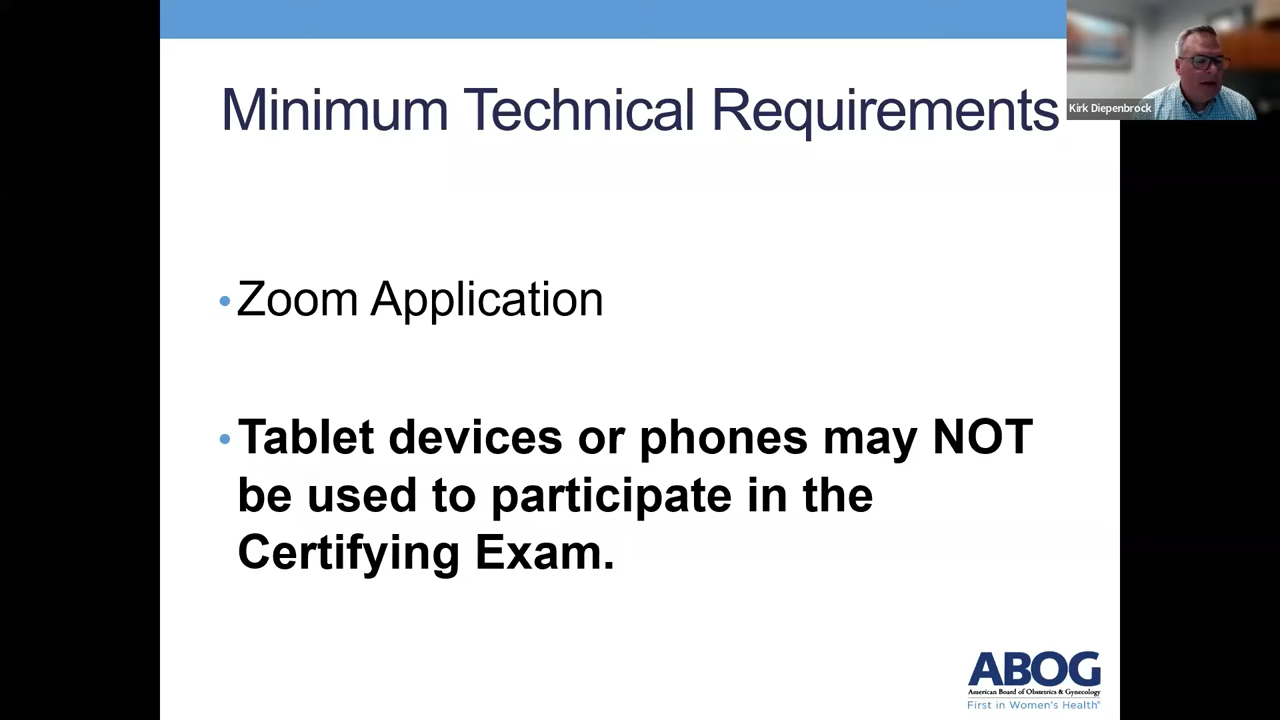 Minimum Technical Requirements
Kirk Diepenbrock
•Zoom Application
•Tablet devices or phones may NOT
be used to participate in the
Certifying Exam.
ABOG
American Board of Obstetrics & Gynecology
First in Women's Health®